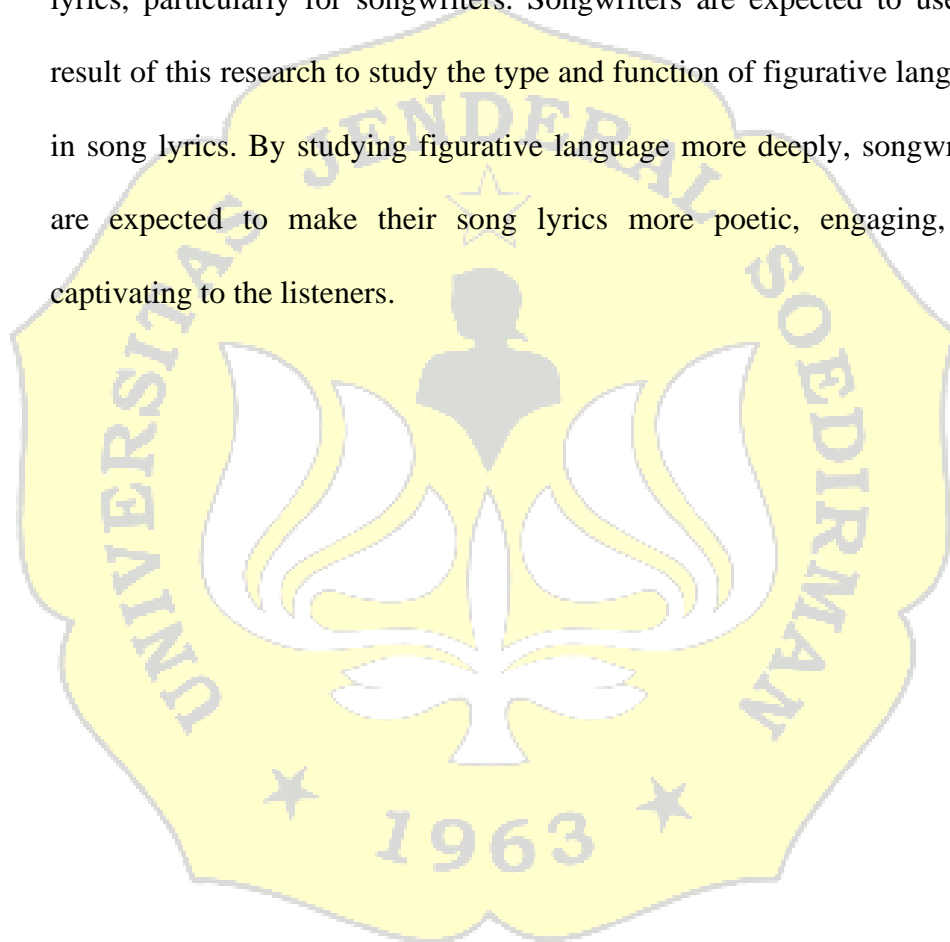 lyrics, particularly for songwriters. Songwriters are expected to use
result of this research to study the type and function of figurative lang
in song lyrics. By studying figurative language more deeply, songwr
are expected to make their song lyrics more poetic, engaging,
captivating to the listeners.
UNIVERSITAS JENDERAL SOEDIRMAN
1963